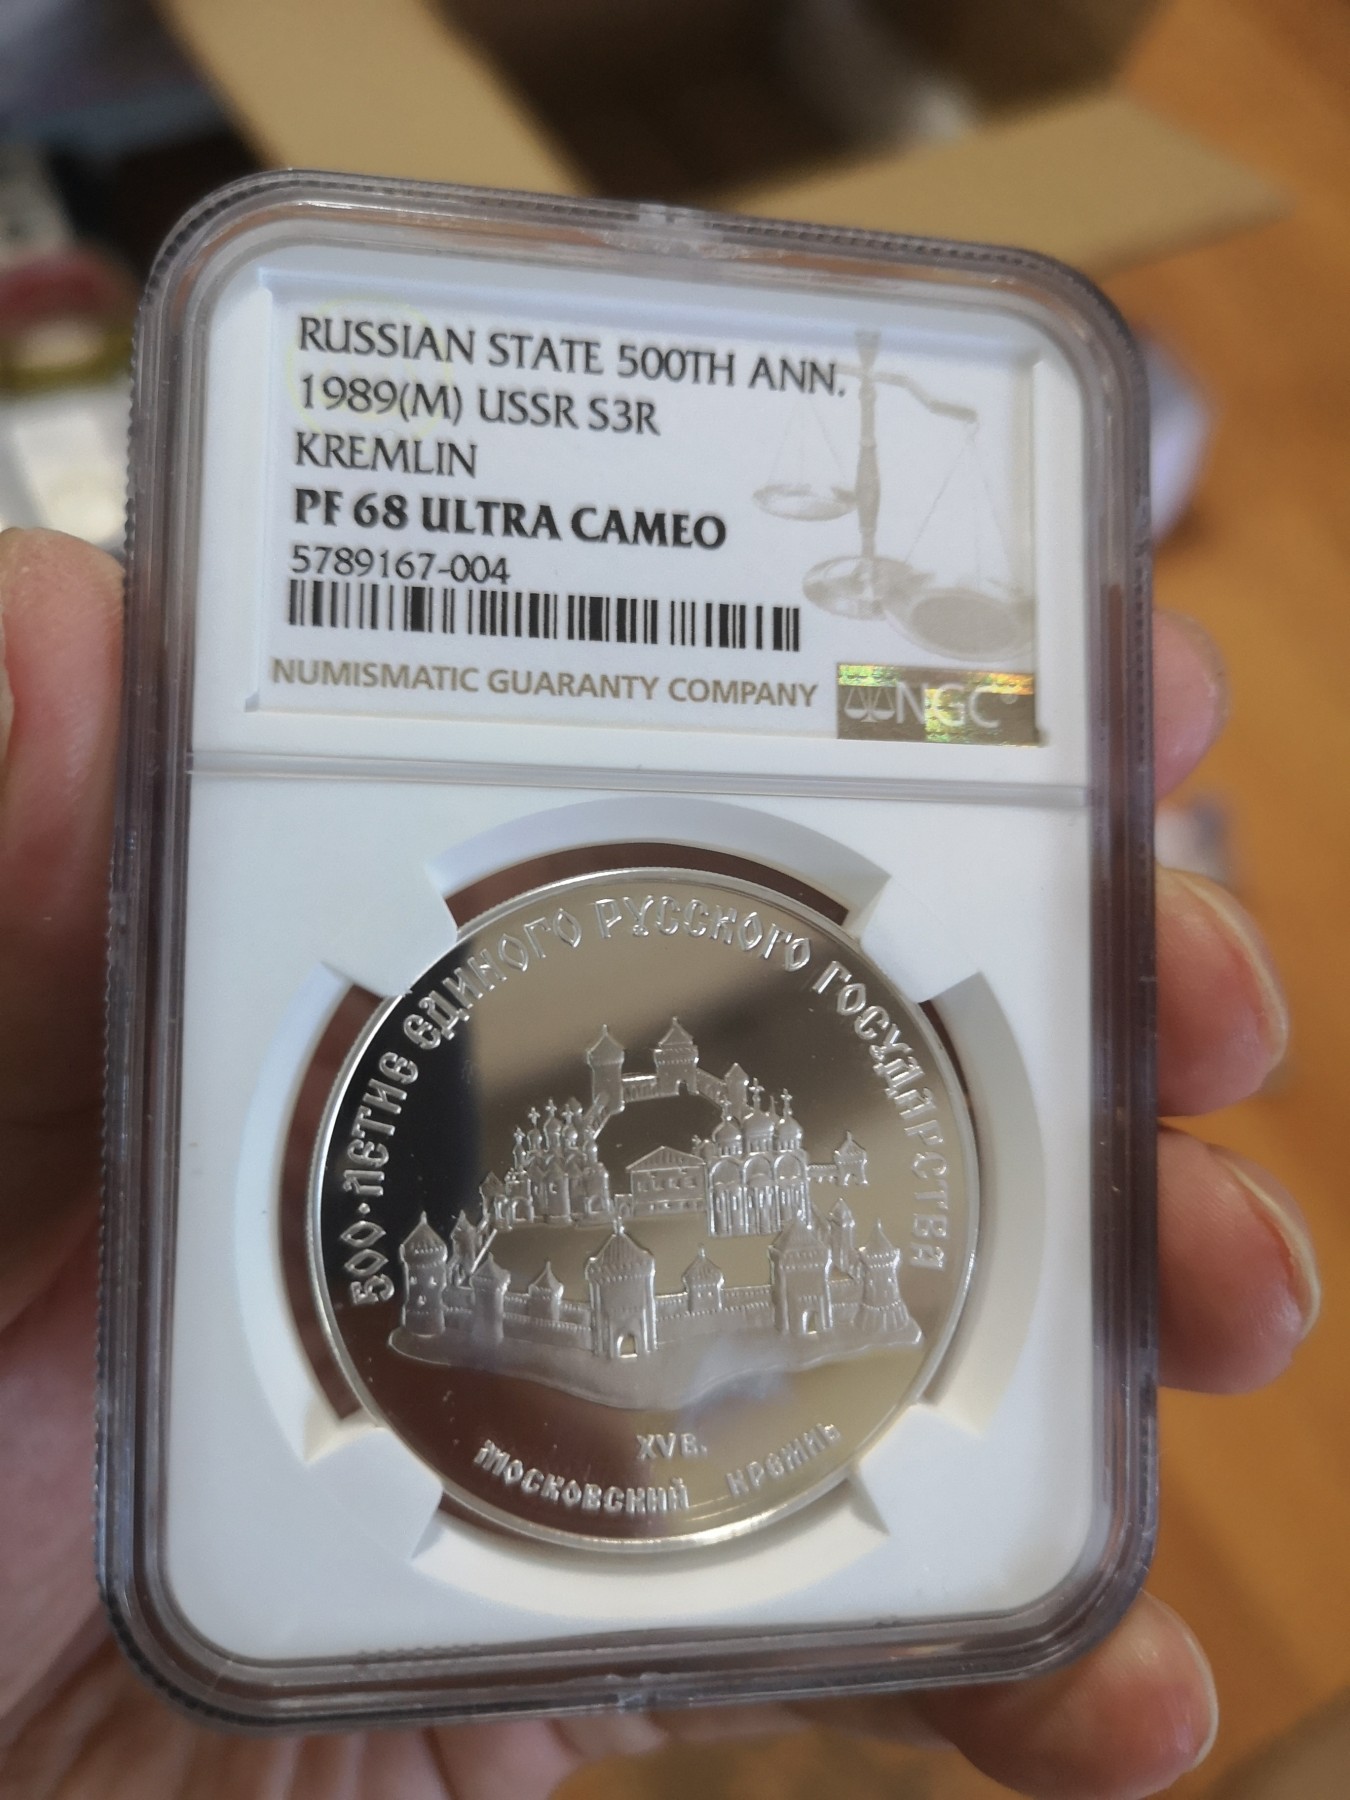 RUSSIAN STATE 500TH ANN.
1989(M) USSR S3R
KREMLIN
PF 68 ULTRA CAMEO
5789167-004
NUMISMATIC GUARANTY COMPANY
NGC
500·ЛЕТИЕ ЕДИНОГО РУССКОГО ГОСУДАРСТВА
XV В.
МОСКОВСКИЙ КРЕМЛЬ